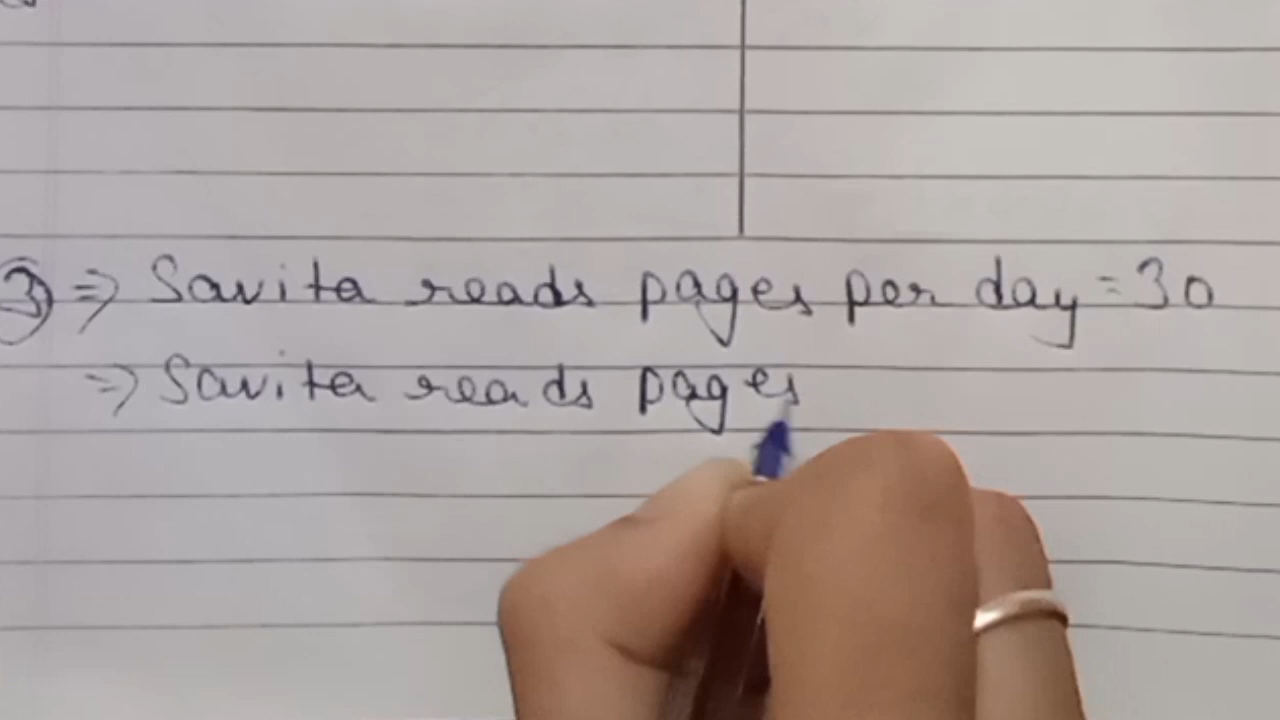 ③ ⇒ Savita reads pages per day = 30
⇒ Savita reads pages